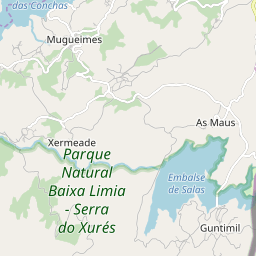 das Conchas
Mugueimes
As Maus
Xermeade
Parque
Natural
Baixa Limia
- Serra
do Xurés
Embalse
de Salas
Guntimil